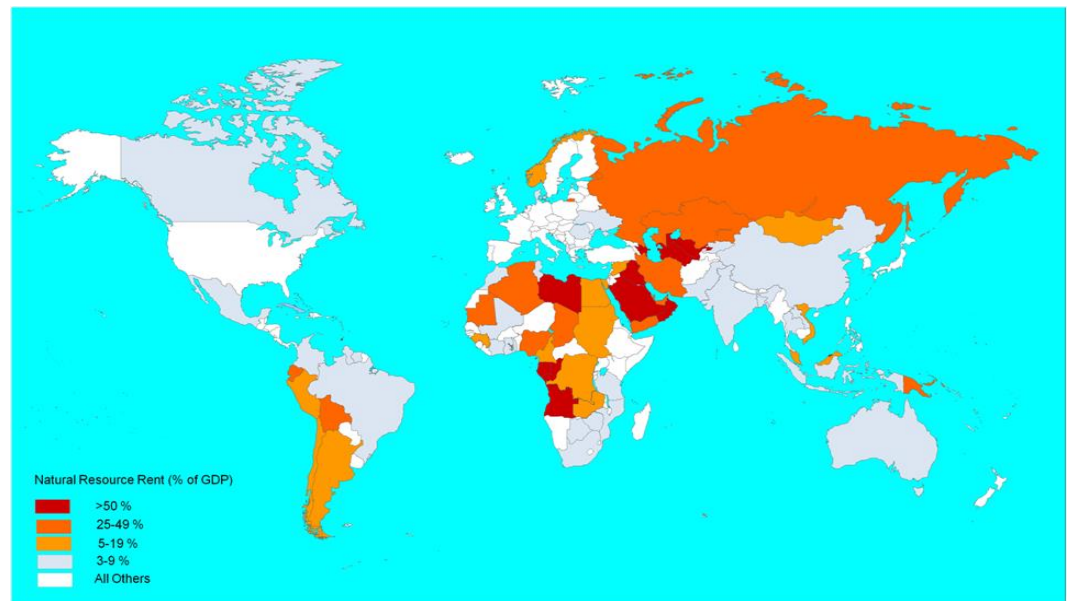 Natural Resource Rent (% of GDP)
>50 %
25-49 %
5-19 %
3-9 %
All Others